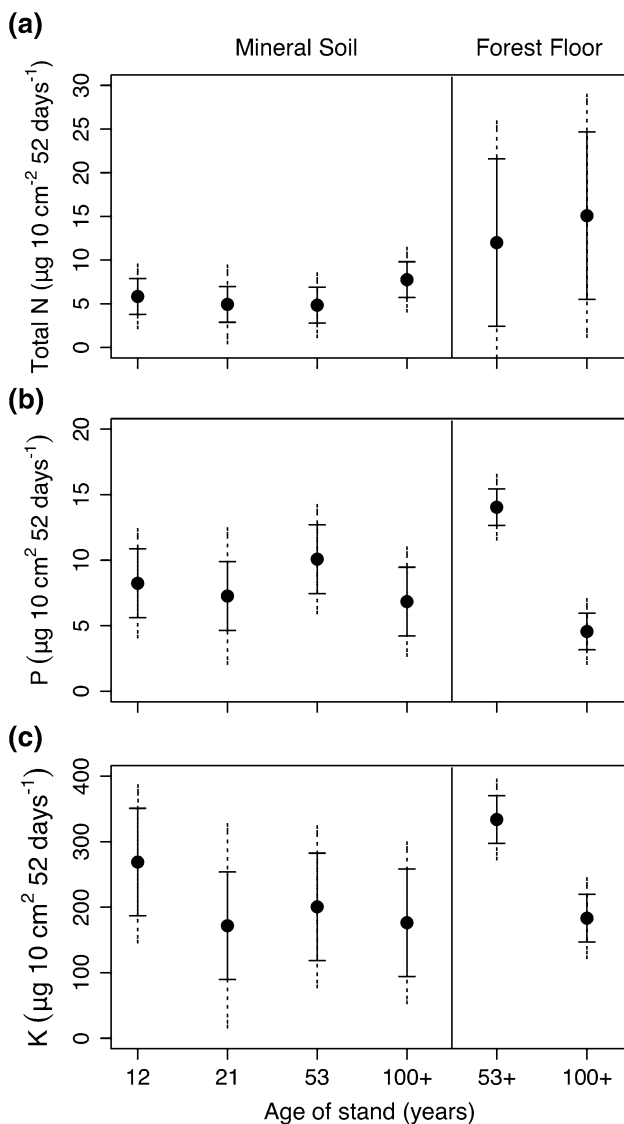 (a)
Mineral Soil Forest Floor
Total N (µg 10 cm⁻² 52 days⁻¹)
30
25
20
15
10
5
0
(b)
P (µg 10 cm² 52 days⁻¹)
20
15
10
5
0
(c)
K (µg 10 cm² 52 days⁻¹)
400
300
200
100
0
12 21 53 100+ 53+ 100+
Age of stand (years)